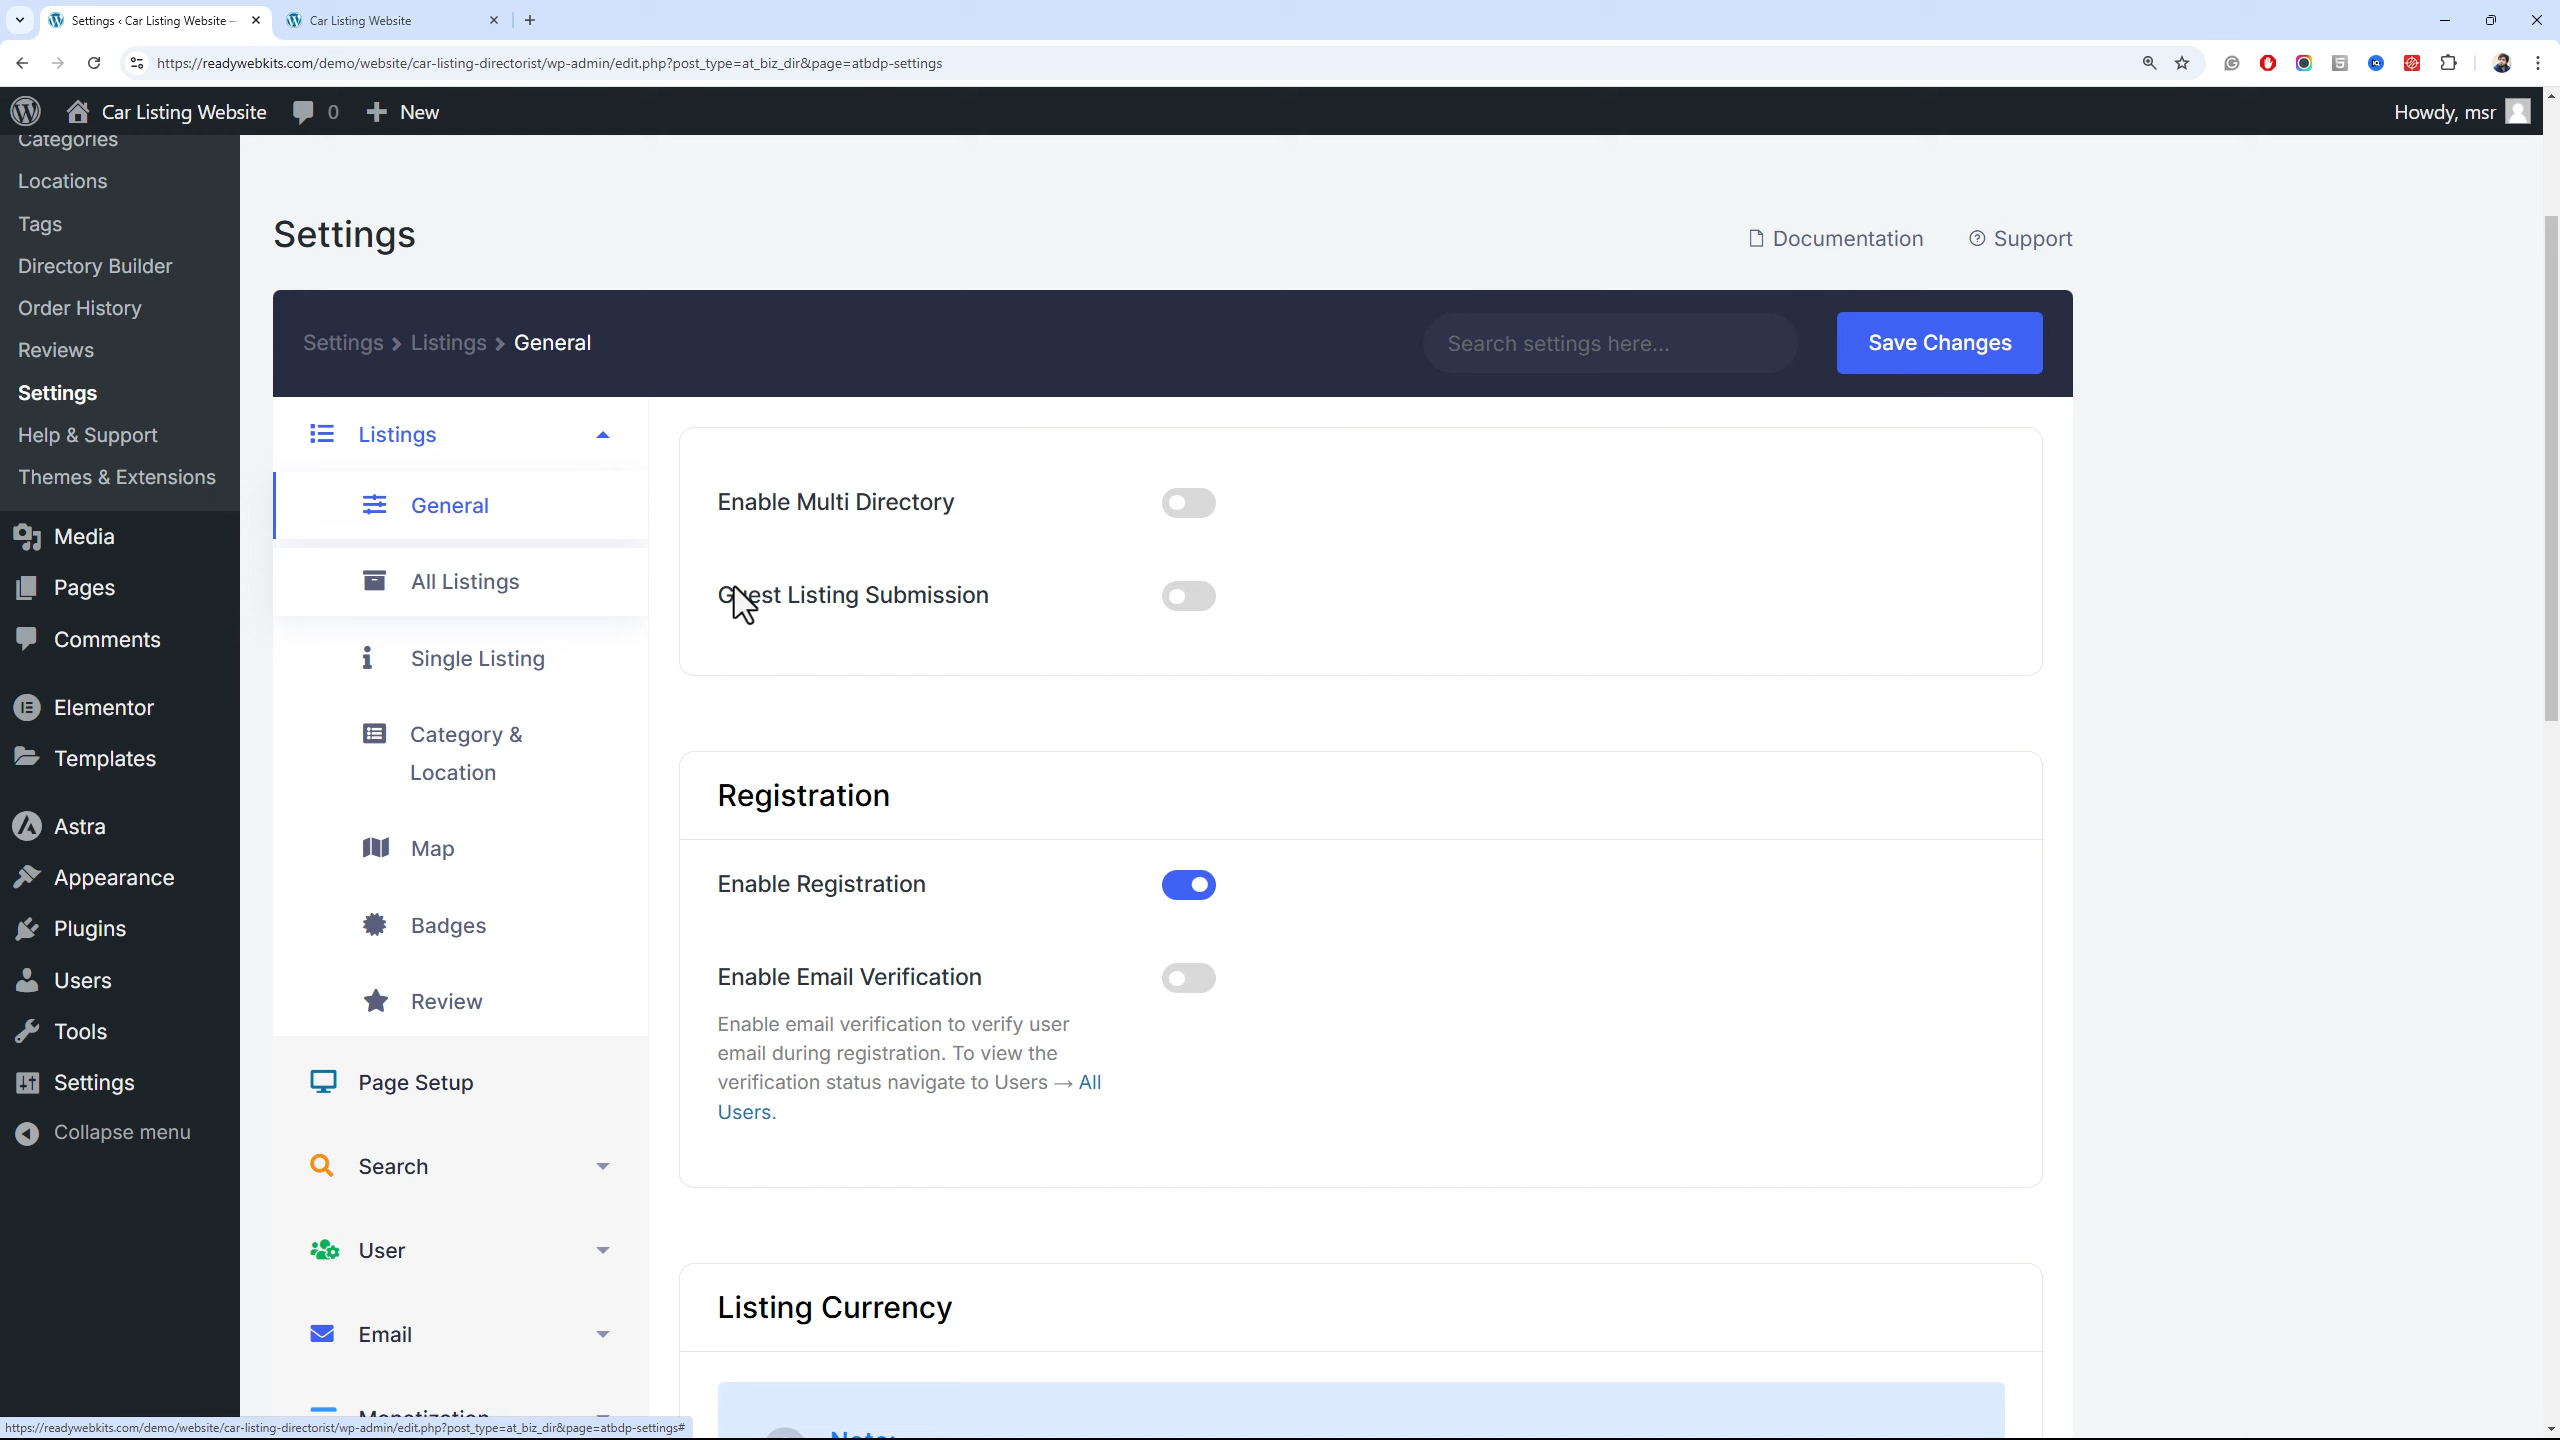 Settings ‹ Car Listing Website —
Car Listing Website
https://readywebkits.com/demo/website/car-listing-directorist/wp-admin/edit.php?post_type=at_biz_dir&page=atbdp-settings
Car Listing Website
0
New
Howdy, msr
Categories
Locations
Tags
Directory Builder
Order History
Reviews
Settings
Help & Support
Themes & Extensions
Media
Pages
Comments
Elementor
Templates
Astra
Appearance
Plugins
Users
Tools
Settings
Collapse menu
Settings
Documentation
Support
Settings > Listings > General
Search settings here...
Save Changes
Listings
General
All Listings
Single Listing
Category &
Location
Map
Badges
Review
Page Setup
Search
User
Email
Monetization
Enable Multi Directory
Guest Listing Submission
Registration
Enable Registration
Enable Email Verification
Enable email verification to verify user
email during registration. To view the
verification status navigate to Users → All
Users.
Listing Currency
Note:
https://readywebkits.com/demo/website/car-listing-directorist/wp-admin/edit.php?post_type=at_biz_dir&page=atbdp-settings#